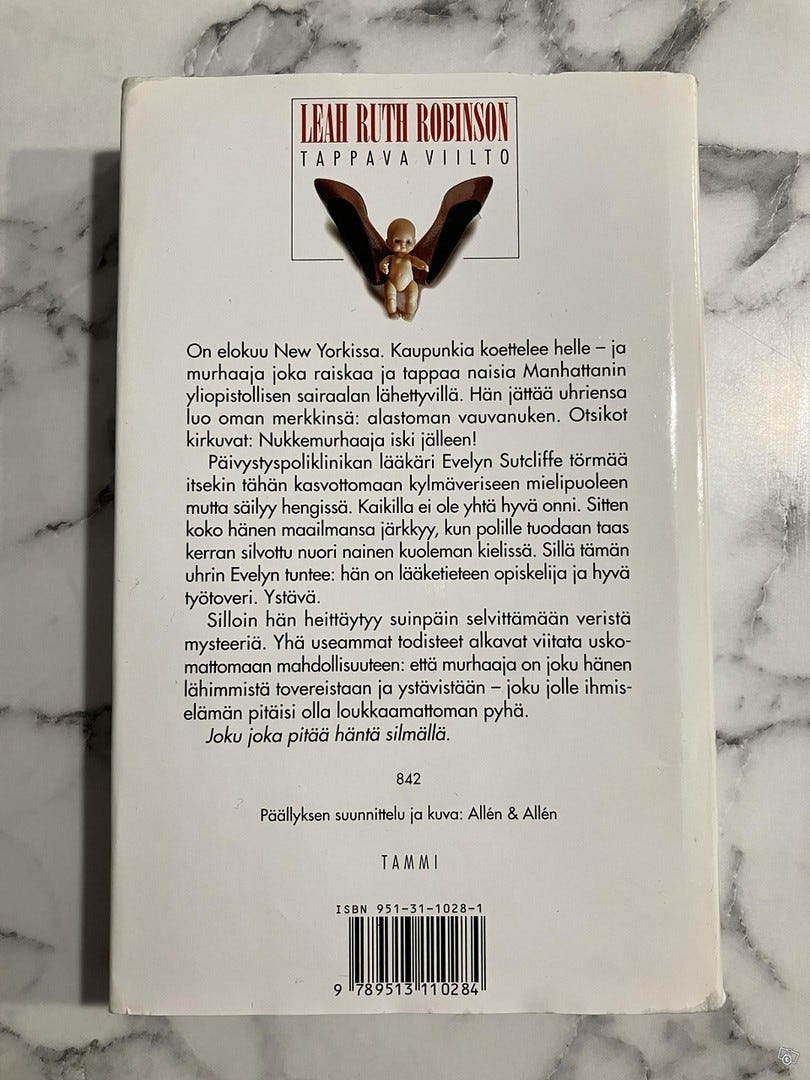 LEAH RUTH ROBINSON
TAPPAVA VIILTO
On elokuu New Yorkissa. Kaupunkia koettelee helle – ja
murhaaja joka raiskaa ja tappaa naisia Manhattanin
yliopistollisen sairaalan lähettyvillä. Hän jättää uhriensa
luo oman merkkinsä: alastoman vauvanuken. Otsikot
kirkuvat: Nukkemurhaaja iski jälleen!
Päivystyspoliklinikan lääkäri Evelyn Sutcliffe törmää
itsekin tähän kasvottomaan kylmäveriseen mielipuoleen
mutta säilyy hengissä. Kaikilla ei ole yhtä hyvä onni. Sitten
koko hänen maailmansa järkkyy, kun polille tuodaan taas
kerran silvottu nuori nainen kuoleman kielissä. Sillä tämän
uhrin Evelyn tuntee: hän on lääketieteen opiskelija ja hyvä
työtoveri. Ystävä.
Silloin hän heittäytyy suinpäin selvittämään veristä
mysteeriä. Yhä useammat todisteet alkavat viitata usko-
mattomaan mahdollisuuteen: että murhaaja on joku hänen
lähimmistä tovereistaan ja ystävistään – joku jolle ihmis-
elämän pitäisi olla loukkaamattoman pyhä.
Joku joka pitää häntä silmällä.
842
Päällyksen suunnittelu ja kuva: Allén & Allén
TAMMI
ISBN 951-31-1028-1
9 789513 110284